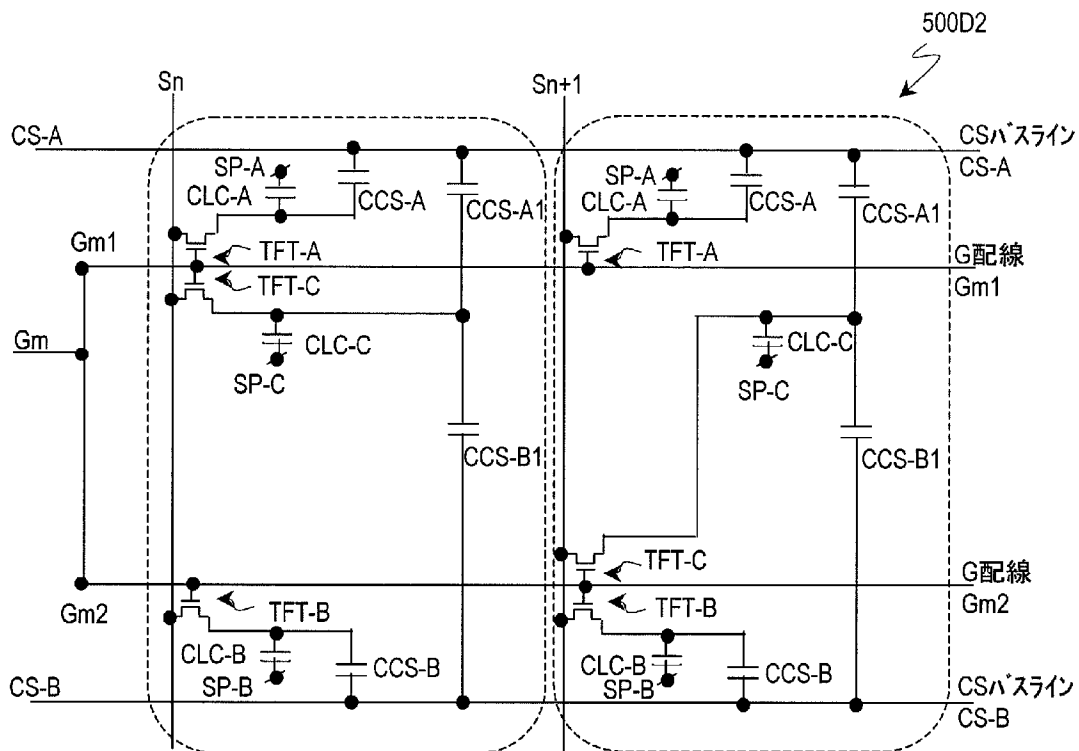 500D2
Sn
Sn+1
CS-A
CSバスライン
CS-A
SP-A
CLC-A
CCS-A
CCS-A1
SP-A
CLC-A
CCS-A
CCS-A1
Gm1
TFT-A
TFT-C
TFT-A
G配線
Gm1
Gm
CLC-C
SP-C
CLC-C
SP-C
CCS-B1
CCS-B1
TFT-C
G配線
Gm2
TFT-B
TFT-B
Gm2
CLC-B
SP-B
CCS-B
CLC-B
SP-B
CCS-B
CS-B
CSバスライン
CS-B